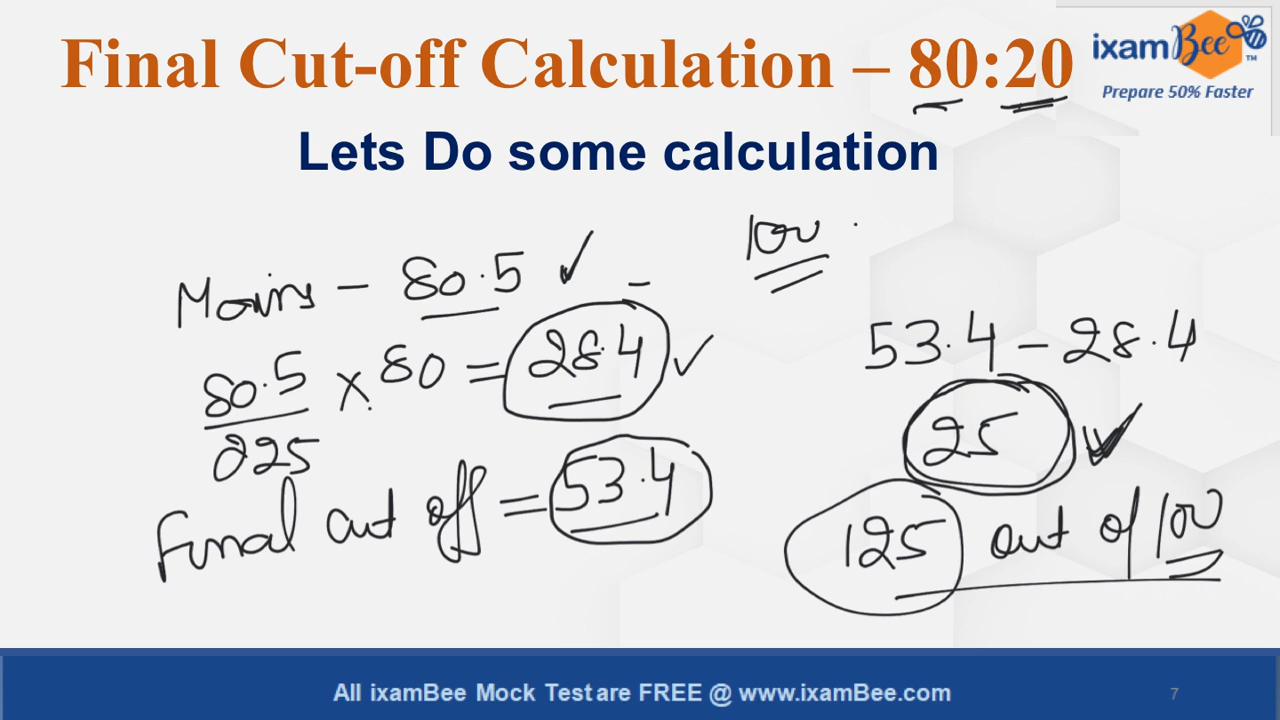 Final Cut-off Calculation – 80:20
ixamBee™
Prepare 50% Faster
Lets Do some calculation
100
Mains – 80.5 ✓ –
80.5/225 × 80 = 28.4 ✓
Final cut off = 53.4
53.4 – 28.4
25 ✓
125 out of 100
All ixamBee Mock Test are FREE @ www.ixamBee.com
7